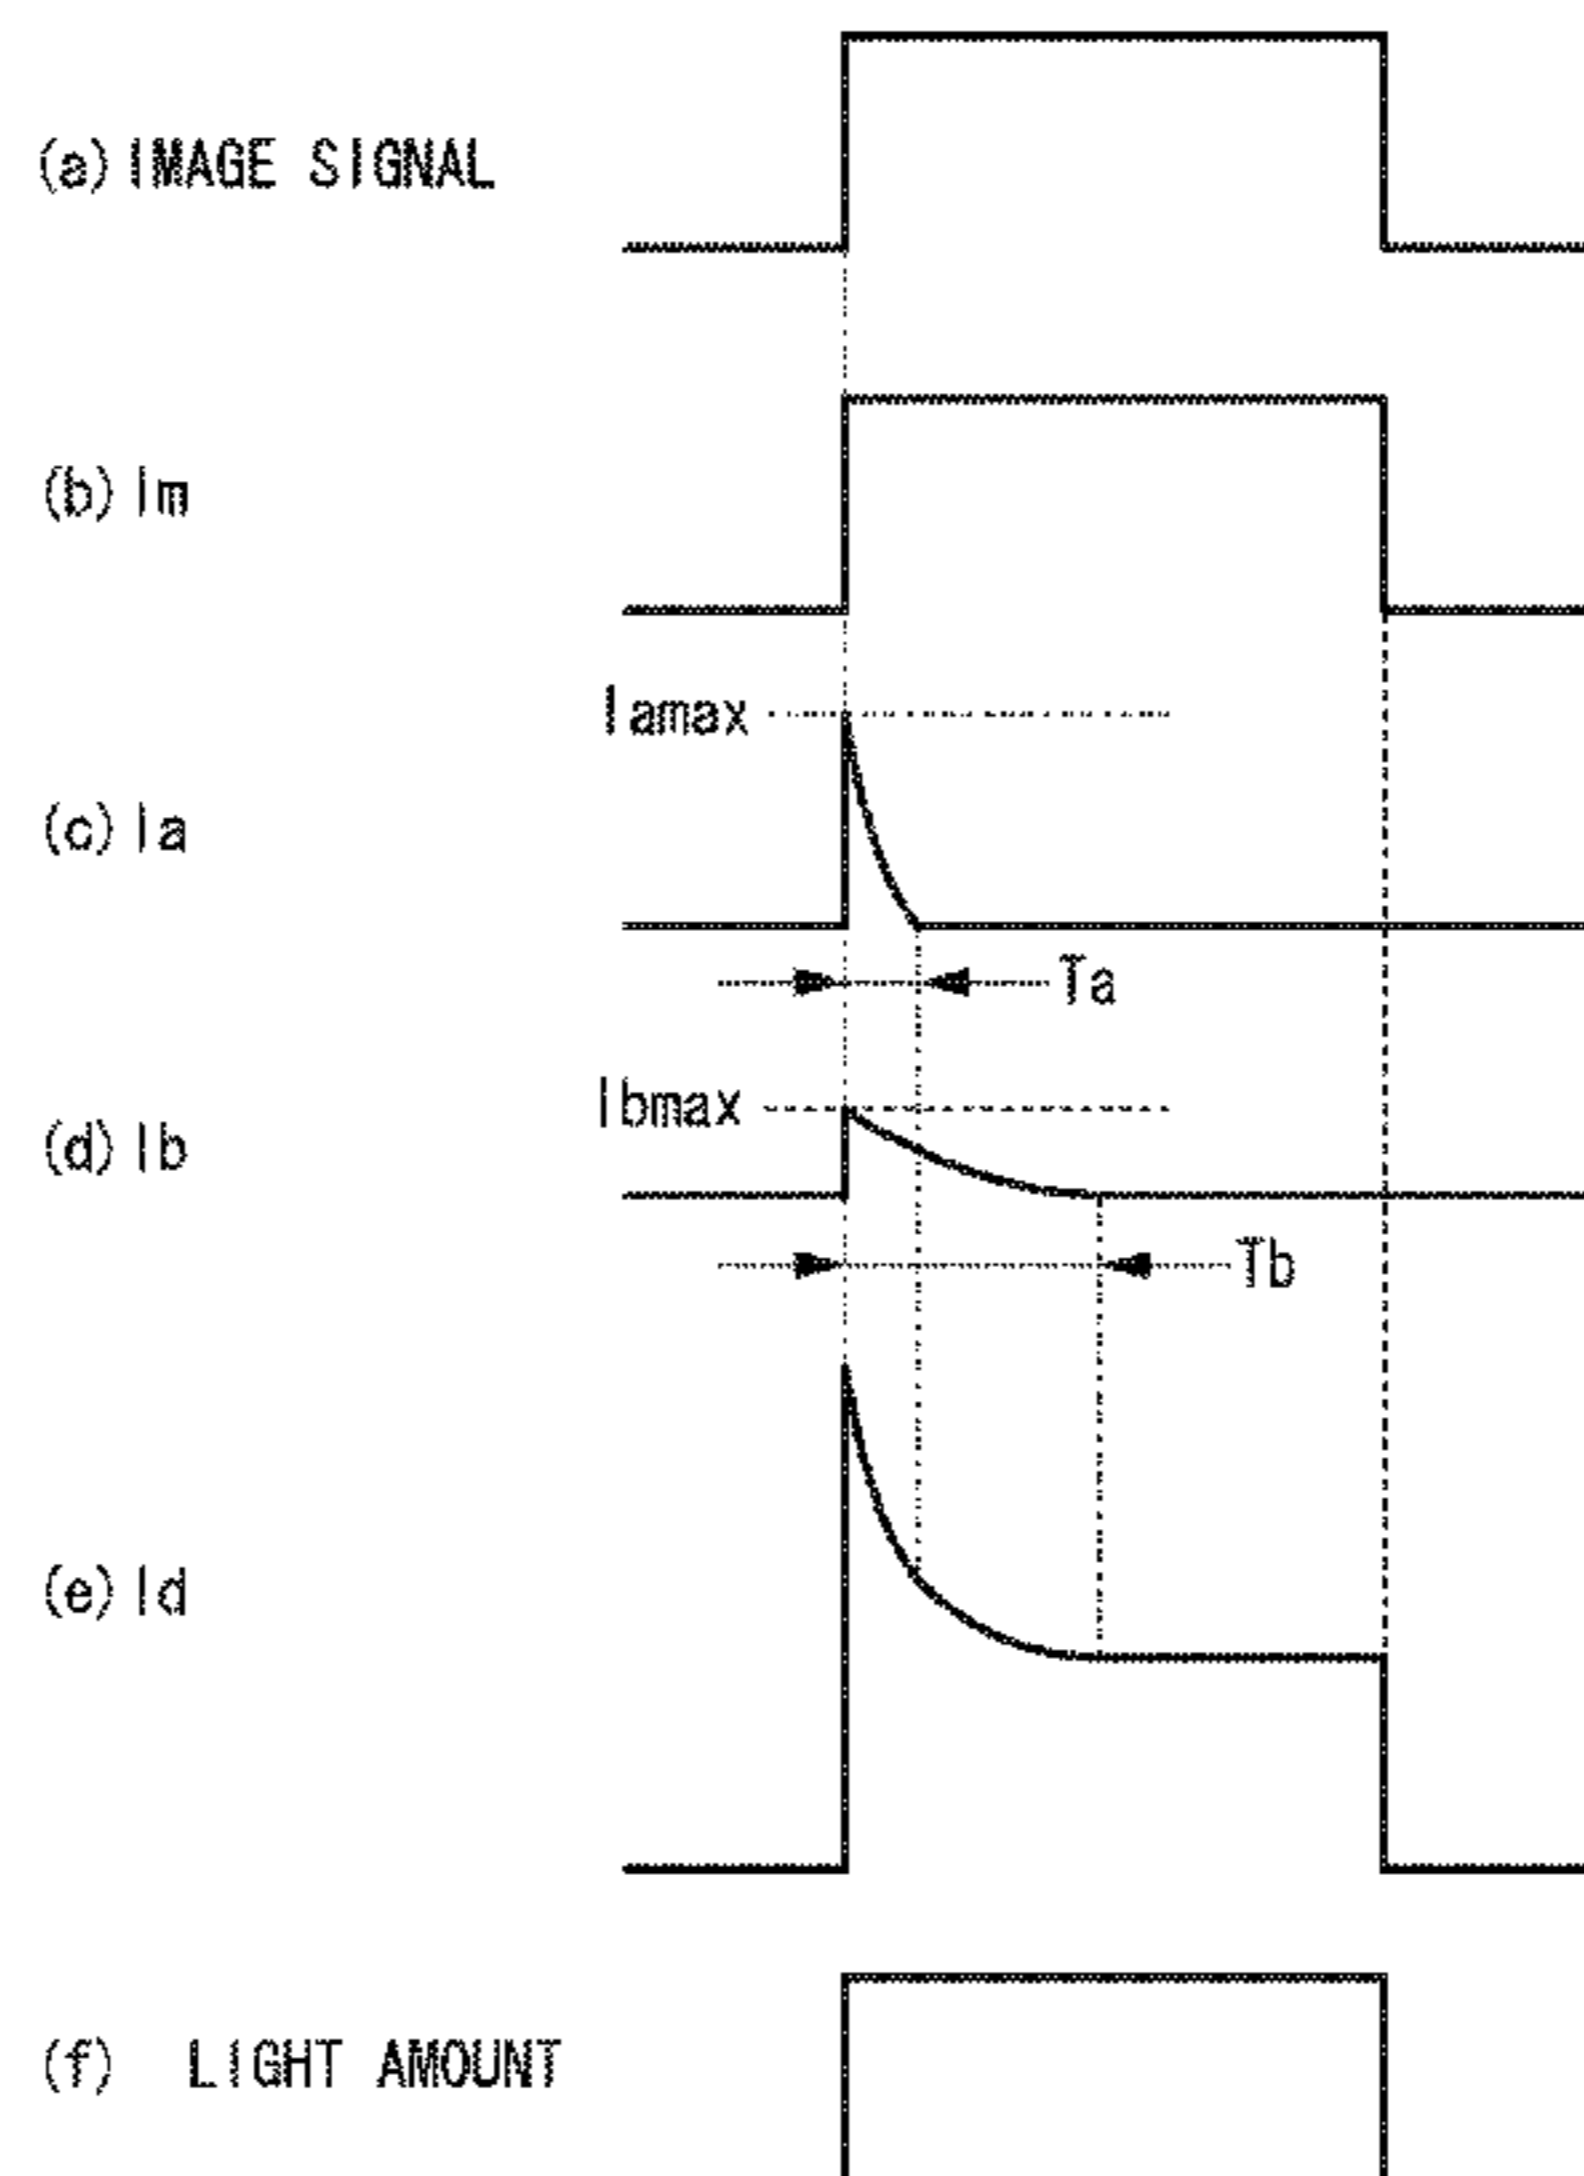 (a) IMAGE SIGNAL
(b) Im
Iamax
(c) Ia
Ta
Ibmax
(d) Ib
Tb
(e) Id
(f) LIGHT AMOUNT